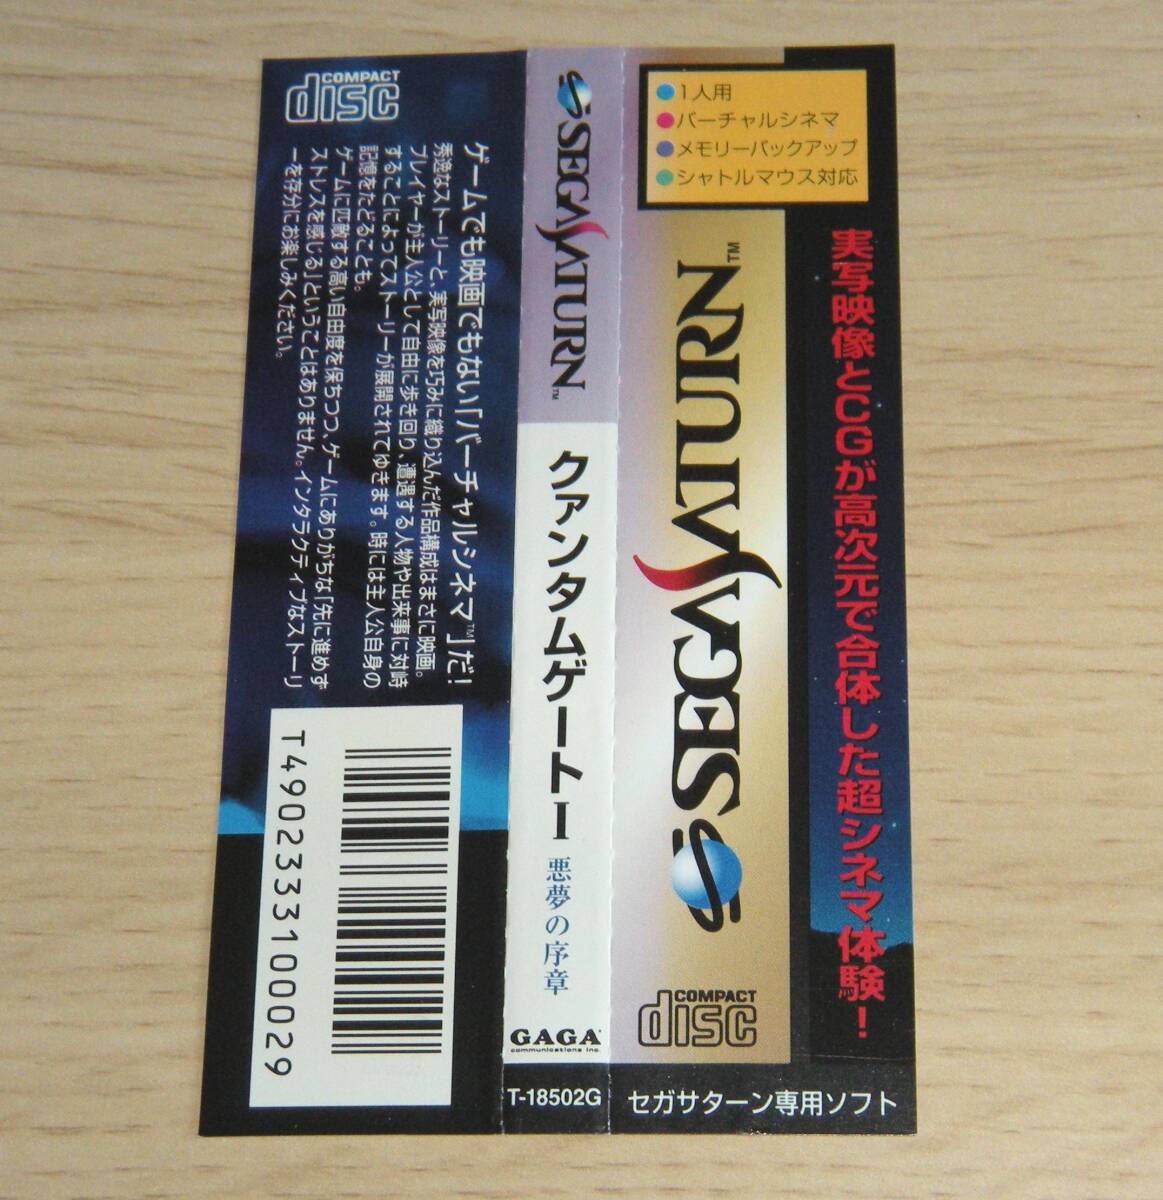 ●1人用
●バーチャルシネマ
●メモリーバックアップ
●シャトルマウス対応
実写映像とCGが高次元で合体した超シネマ体験!
SEGA SATURN™
COMPACT
disc
セガサターン専用ソフト
SEGA SATURN™
クァンタムゲートI
悪夢の序章
GAGA
communications inc.
T-18502G
COMPACT
disc
ゲームでも映画でもない「バーチャルシネマ™」だ!
秀逸なストーリーと、実写映像を巧みに織り込んだ作品構成はまさに映画。
プレイヤーが主人公として自由に歩き回り、遭遇する人物や出来事に対峙
することによってストーリーが展開されてゆきます。時には主人公自身の
記憶をたどることも。
ゲームに匹敵する高い自由度を保ちつつ、ゲームにありがちな「先に進めず
ストレスを感じる」ということはありません。インタラクティブなストーリ
ーを存分にお楽しみください。
T4902333100029